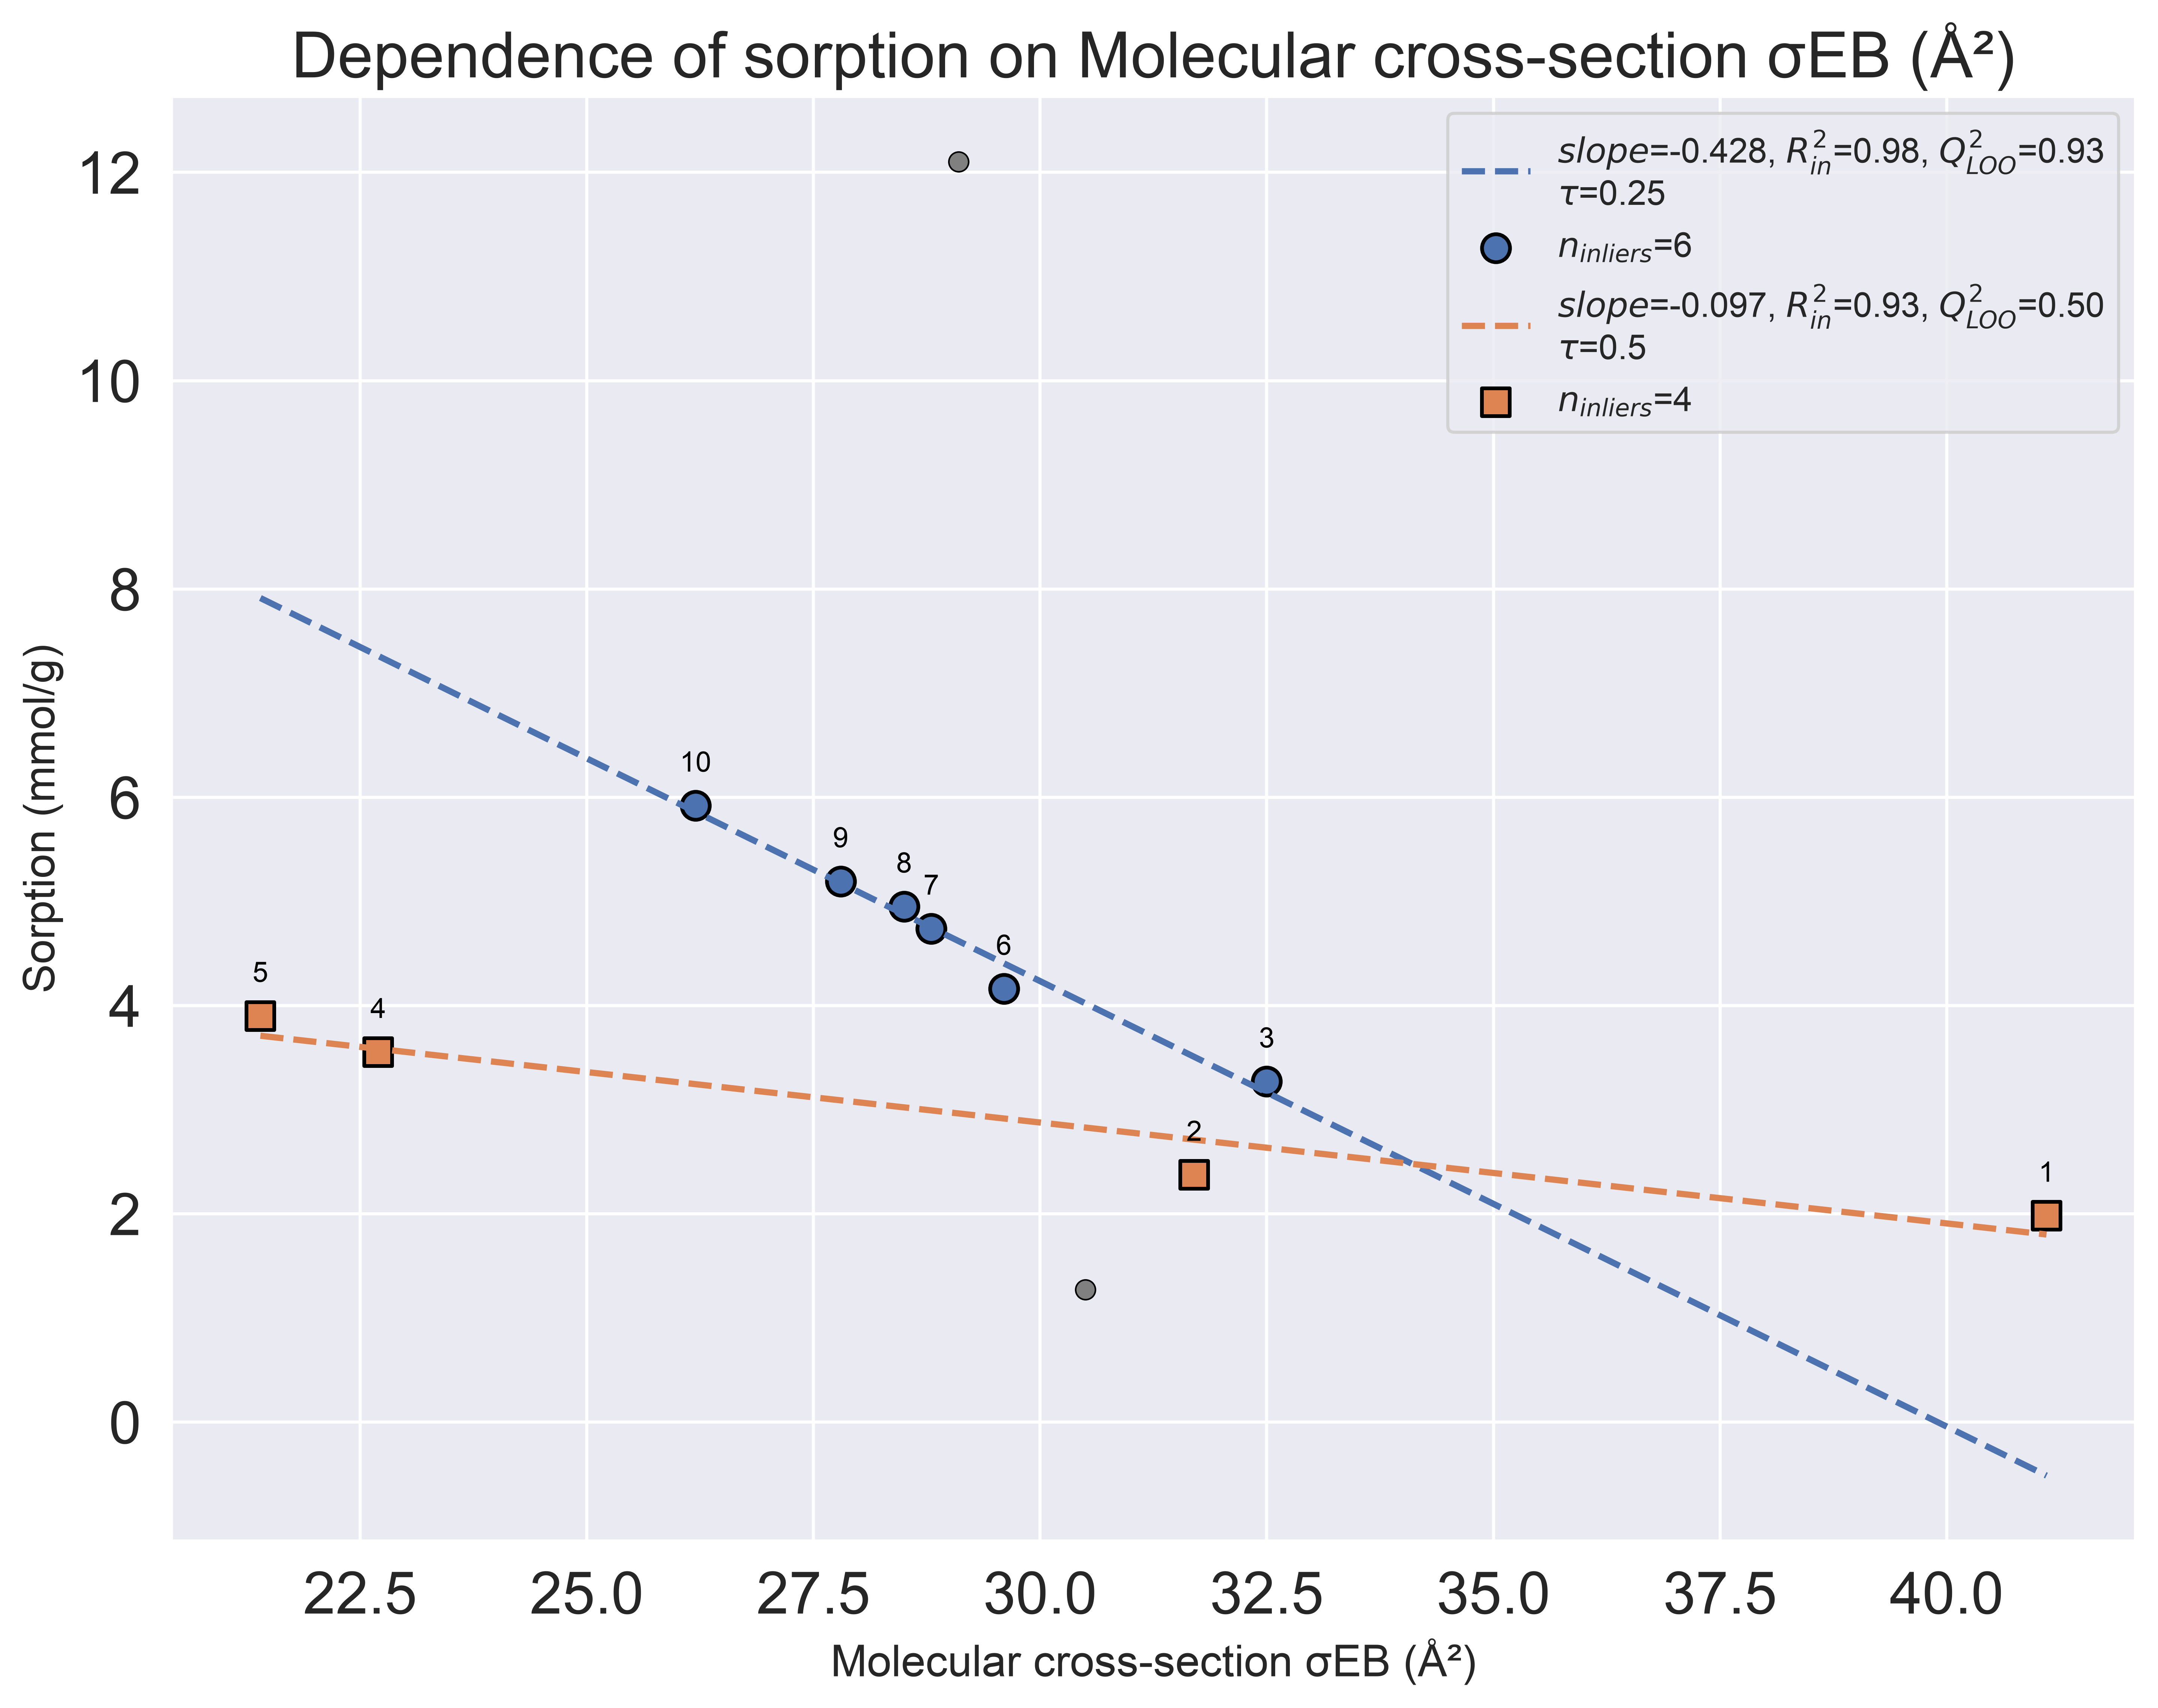 Dependence of sorption on Molecular cross-section σEB (Å²)
slope=-0.428, R²in=0.98, Q²LOO=0.93
τ=0.25
ninliers=6
slope=-0.097, R²in=0.93, Q²LOO=0.50
τ=0.5
ninliers=4
12
10
8
6
4
2
0
Sorption (mmol/g)
10
9
8
7
6
5
4
3
2
1
22.5 25.0 27.5 30.0 32.5 35.0 37.5 40.0
Molecular cross-section σEB (Å²)